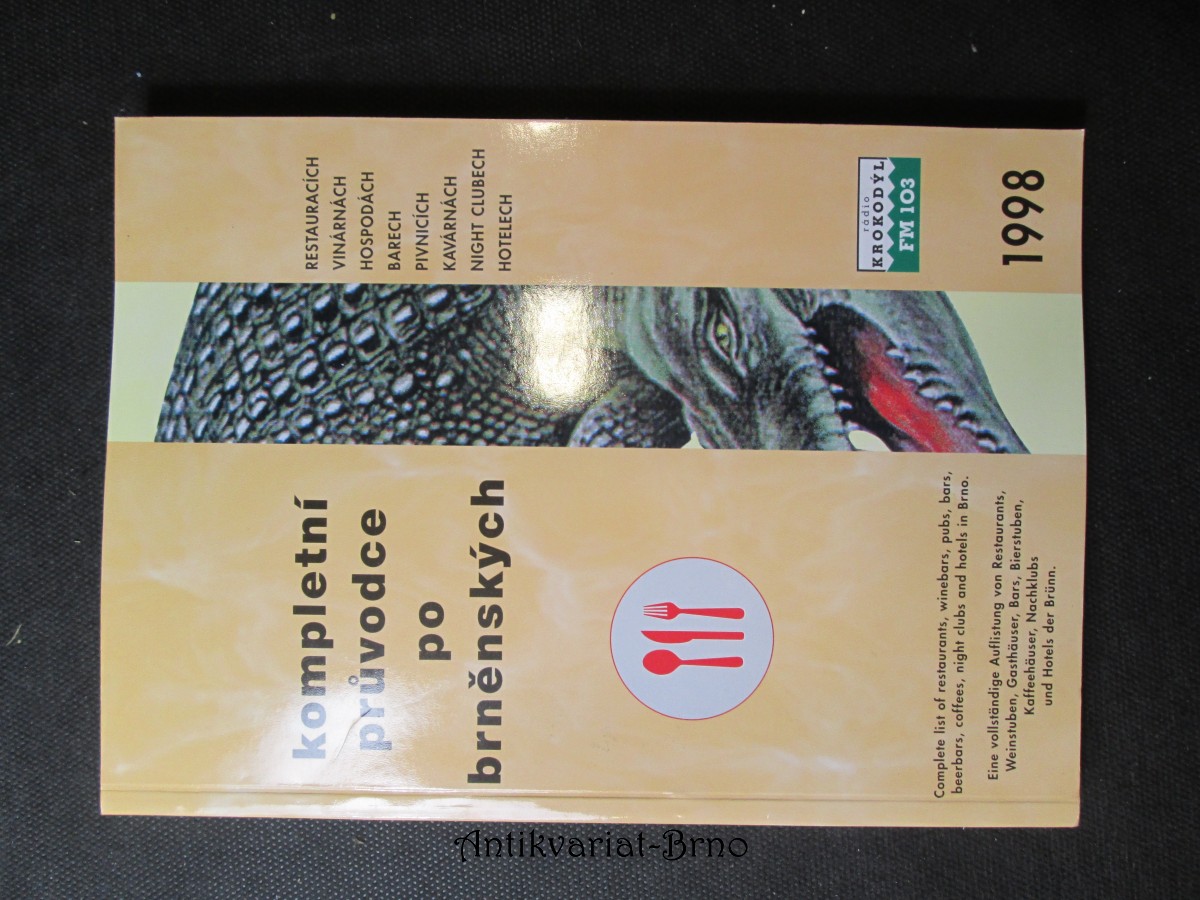 kompletní
průvodce
po
brněnských
RESTAURACÍCH
VINÁRNÁCH
HOSPODÁCH
BARECH
PIVNICÍCH
KAVÁRNÁCH
NIGHT CLUBECH
HOTELECH
Complete list of restaurants, winebars, pubs, bars,
beerbars, coffees, night clubs and hotels in Brno.
Eine vollständige Auflistung von Restaurants,
Weinstuben, Gasthäuser, Bars, Bierstuben,
Kaffeehäuser, Nachklubs
und Hotels der Brünn.
rádio
KROKODÝL
FM 103
1998
Antikvariat-Brno